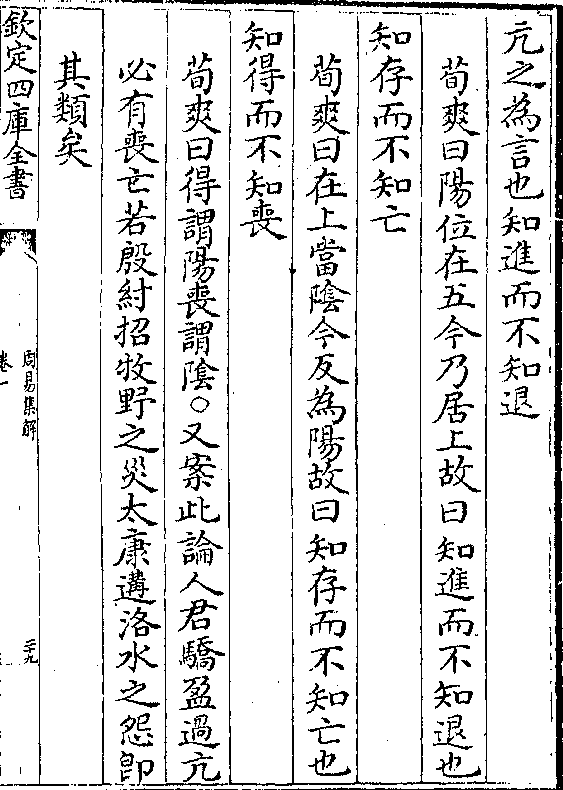 亢之為言也知進而不知退
荀爽曰陽位在五今乃居上故曰知進而不知退也
知存而不知亡
荀爽曰在上當陰今反為陽故曰知存而不知亡也
知得而不知喪
荀爽曰得謂陽喪謂陰○又案此論人君驕盈過亢
必有喪亡若殷紂招牧野之災太康遘洛水之怨即
其類矣
欽定四庫全書
周易集解
卷一
二十九